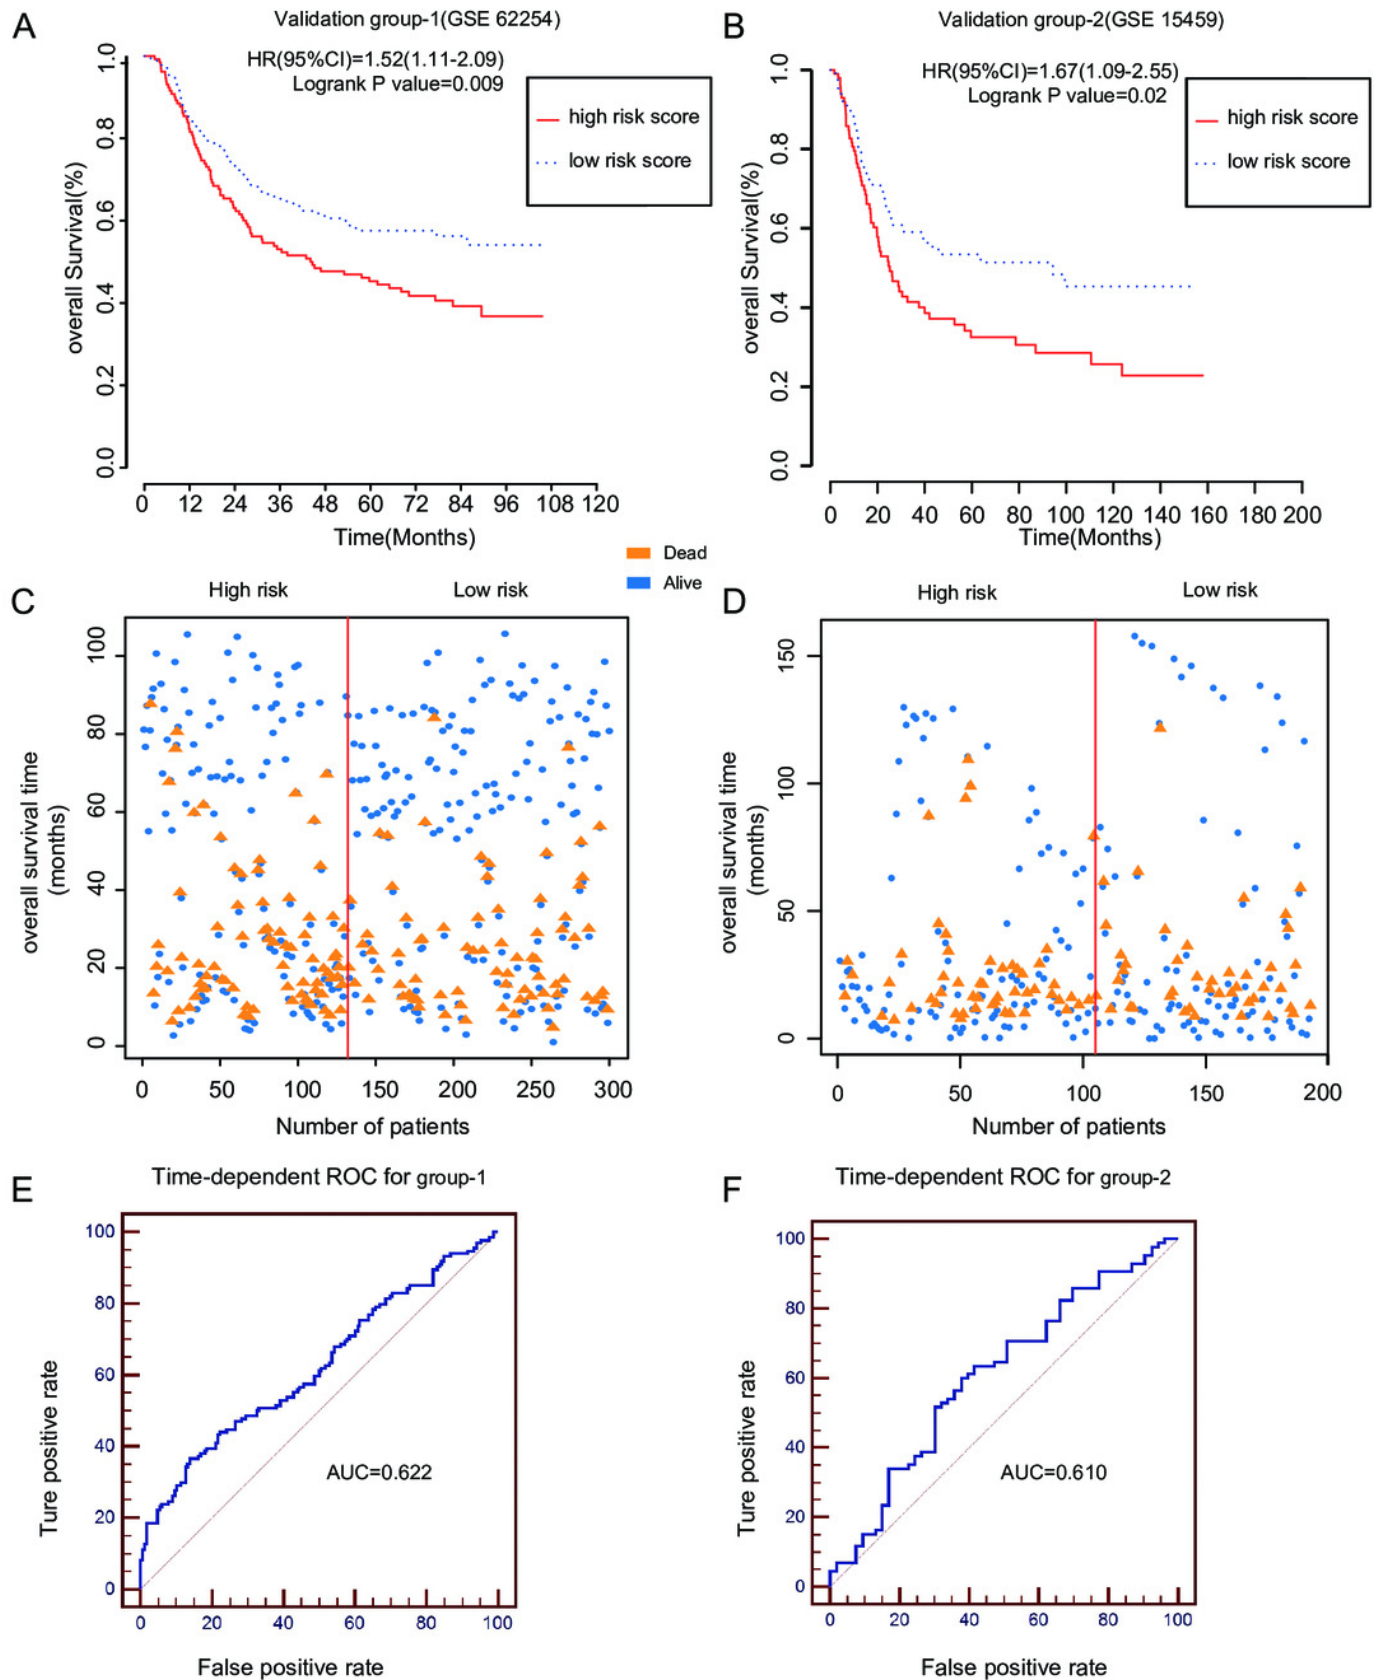 A
Validation group-1(GSE 62254)
HR(95%CI)=1.52(1.11-2.09)
Logrank P value=0.009
high risk score
low risk score
overall Survival(%)
1.0
0.8
0.6
0.4
0.2
0.0
0 12 24 36 48 60 72 84 96 108 120
Time(Months)
B
Validation group-2(GSE 15459)
HR(95%CI)=1.67(1.09-2.55)
Logrank P value=0.02
high risk score
low risk score
overall Survival(%)
1.0
0.8
0.6
0.4
0.2
0.0
0 20 40 60 80 100 120 140 160 180 200
Time(Months)
Dead
Alive
C
High risk
Low risk
overall survival time
(months)
100
80
60
40
20
0
0 50 100 150 200 250 300
Number of patients
D
High risk
Low risk
overall survival time
(months)
150
100
50
0
0 50 100 150 200
Number of patients
E
Time-dependent ROC for group-1
Ture positive rate
100
80
60
40
20
0
AUC=0.622
0 20 40 60 80 100
False positive rate
F
Time-dependent ROC for group-2
Ture positive rate
100
80
60
40
20
0
AUC=0.610
0 20 40 60 80 100
False positive rate